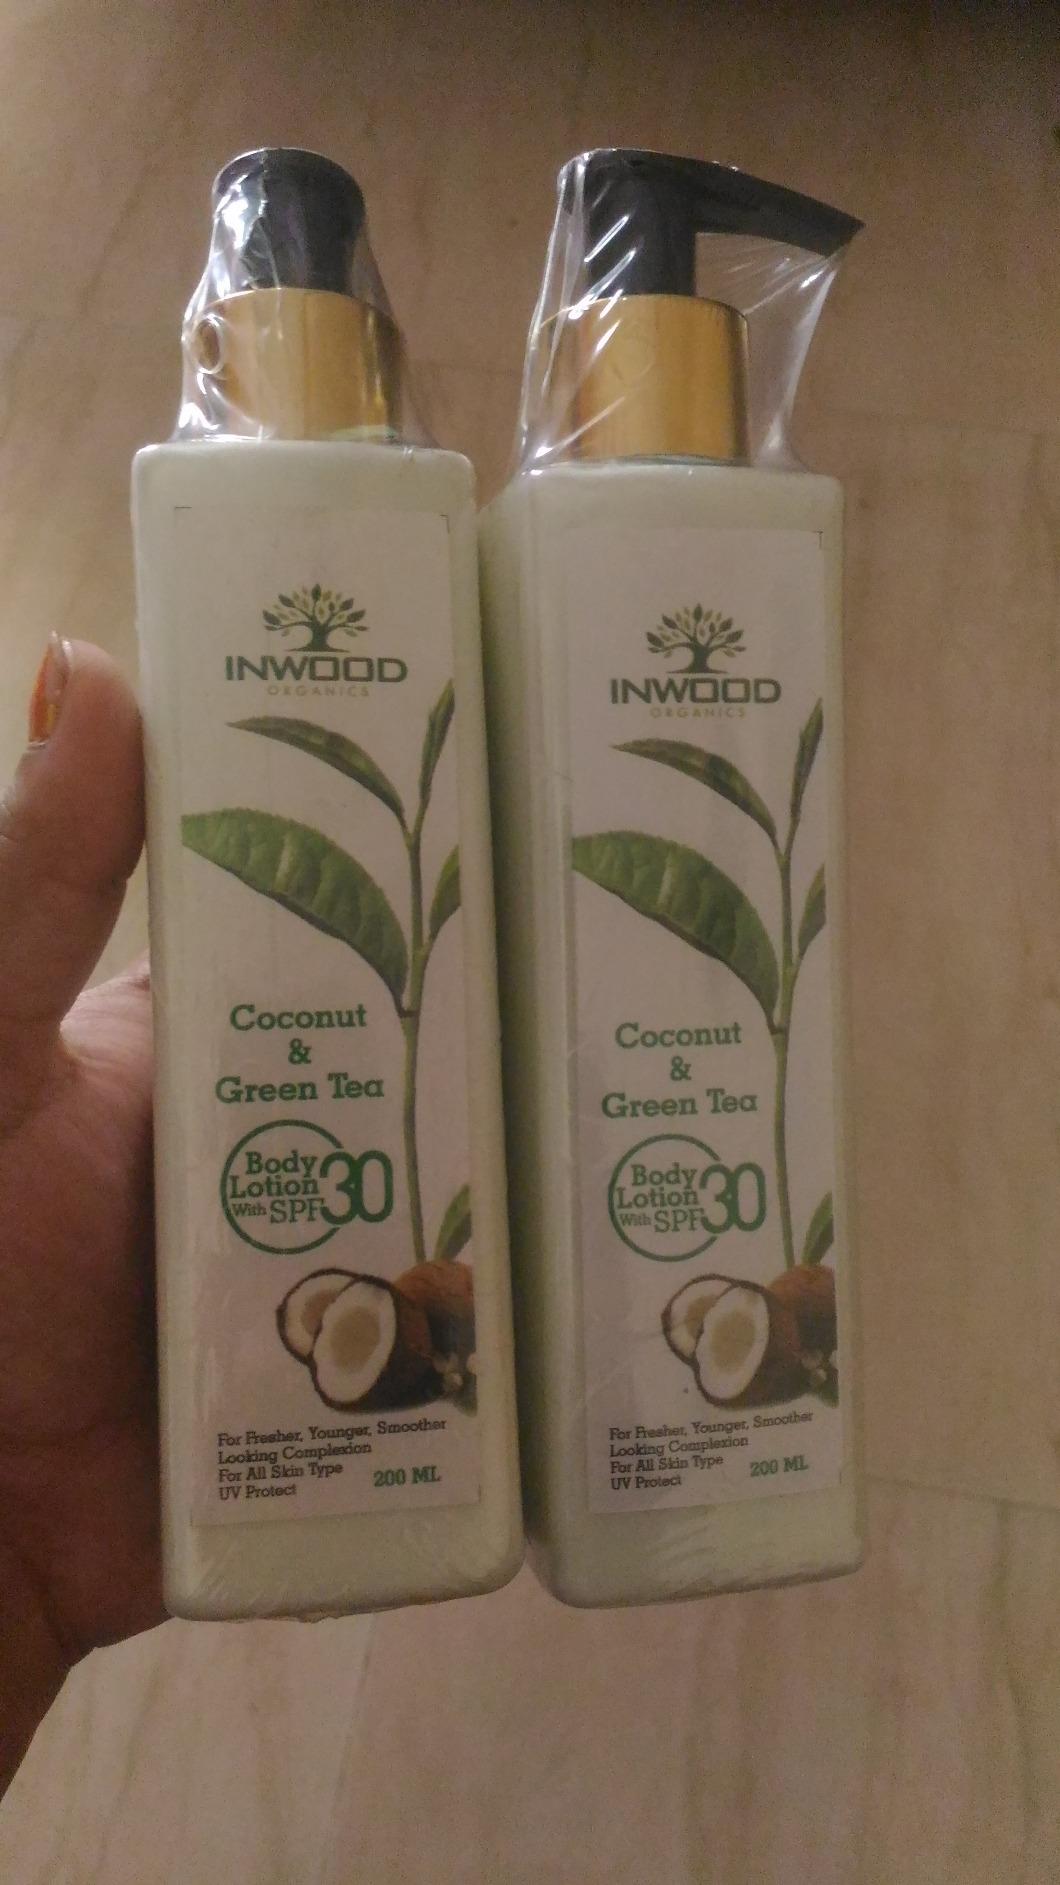 INWOOD
ORGANICS
Coconut
&
Green Tea
Body
Lotion
With SPF 30
For Fresher, Younger, Smoother
Looking Complexion
For All Skin Type
UV Protect
200 ML
INWOOD
ORGANICS
Coconut
&
Green Tea
Body
Lotion
With SPF 30
For Fresher, Younger, Smoother
Looking Complexion
For All Skin Type
UV Protect
200 ML